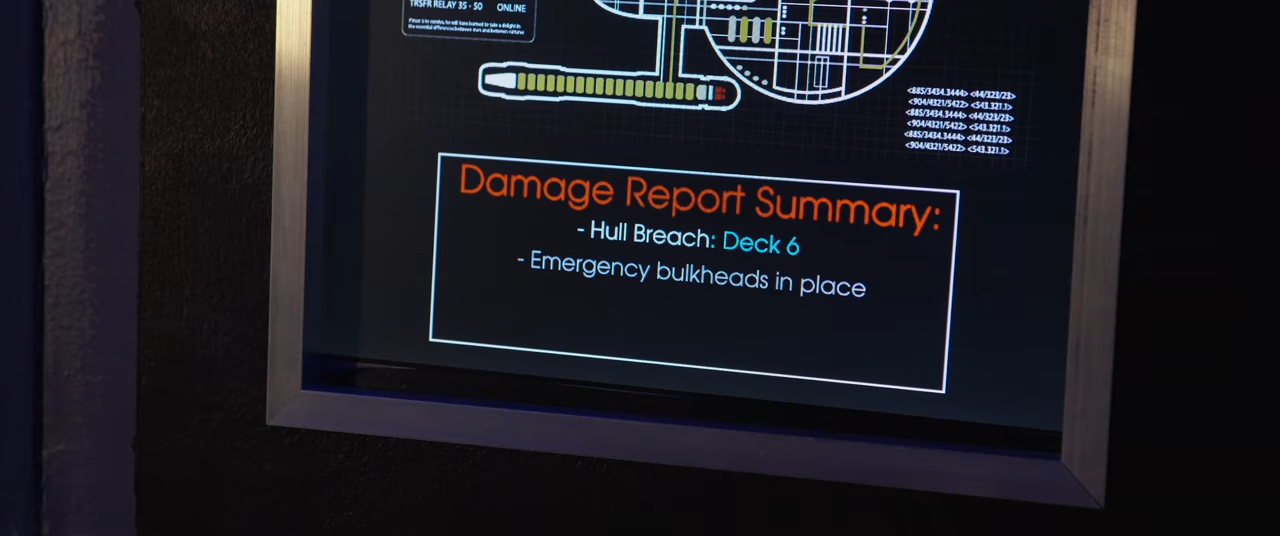 TRSFR RELAY 35 - 50 ONLINE
<885/3434.3444> <44/323/23>
<904/4321/5422> <543.321.1>
<885/3434.3444> <44/323/23>
<904/4321/5422> <543.321.1>
<885/3434.3444> <44/323/23>
<904/4321/5422> <543.321.1>
Damage Report Summary:
- Hull Breach: Deck 6
- Emergency bulkheads in place